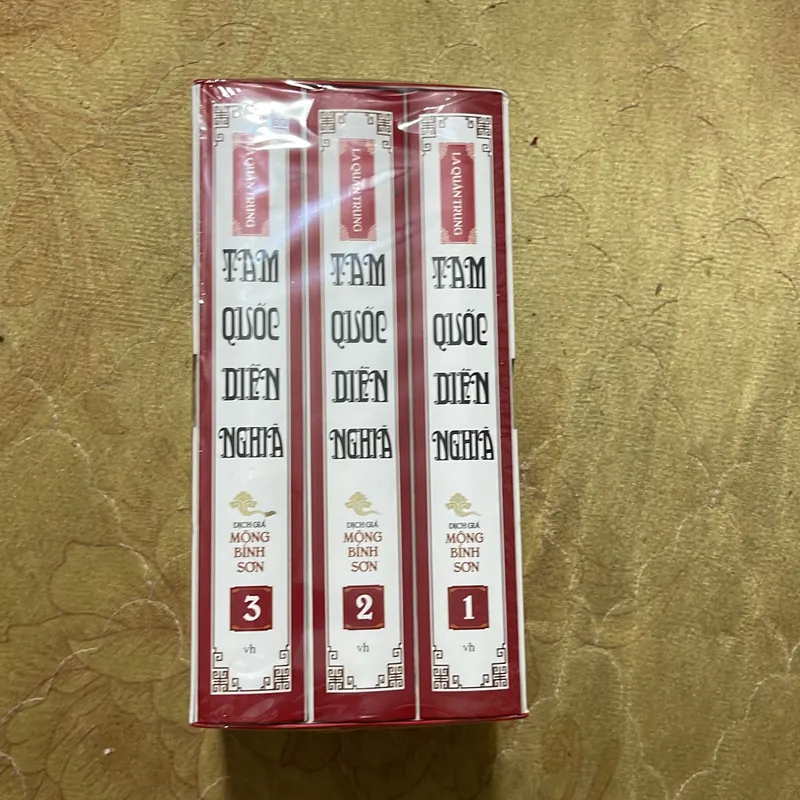 LA QUÁN TRUNG
TAM
QUỐC
DIỄN
NGHĨA
DỊCH GIẢ
MỘNG
BÌNH
SƠN
3
vh
LA QUÁN TRUNG
TAM
QUỐC
DIỄN
NGHĨA
DỊCH GIẢ
MỘNG
BÌNH
SƠN
2
vh
LA QUÁN TRUNG
TAM
QUỐC
DIỄN
NGHĨA
DỊCH GIẢ
MỘNG
BÌNH
SƠN
1
vh